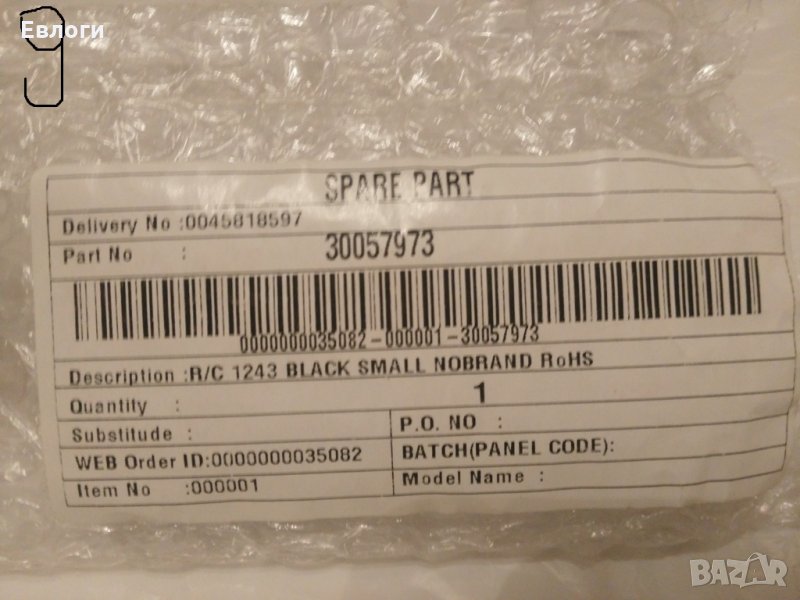 Евлоги
SPARE PART
Delivery No :0045818597
Part No : 30057973
0000000035082-000001-30057973
Description :R/C 1243 BLACK SMALL NOBRAND RoHS
Quantity : 1
Substitude : P.O. NO :
WEB Order ID:0000000035082 BATCH(PANEL CODE):
Item No :000001 Model Name :
BAZAR